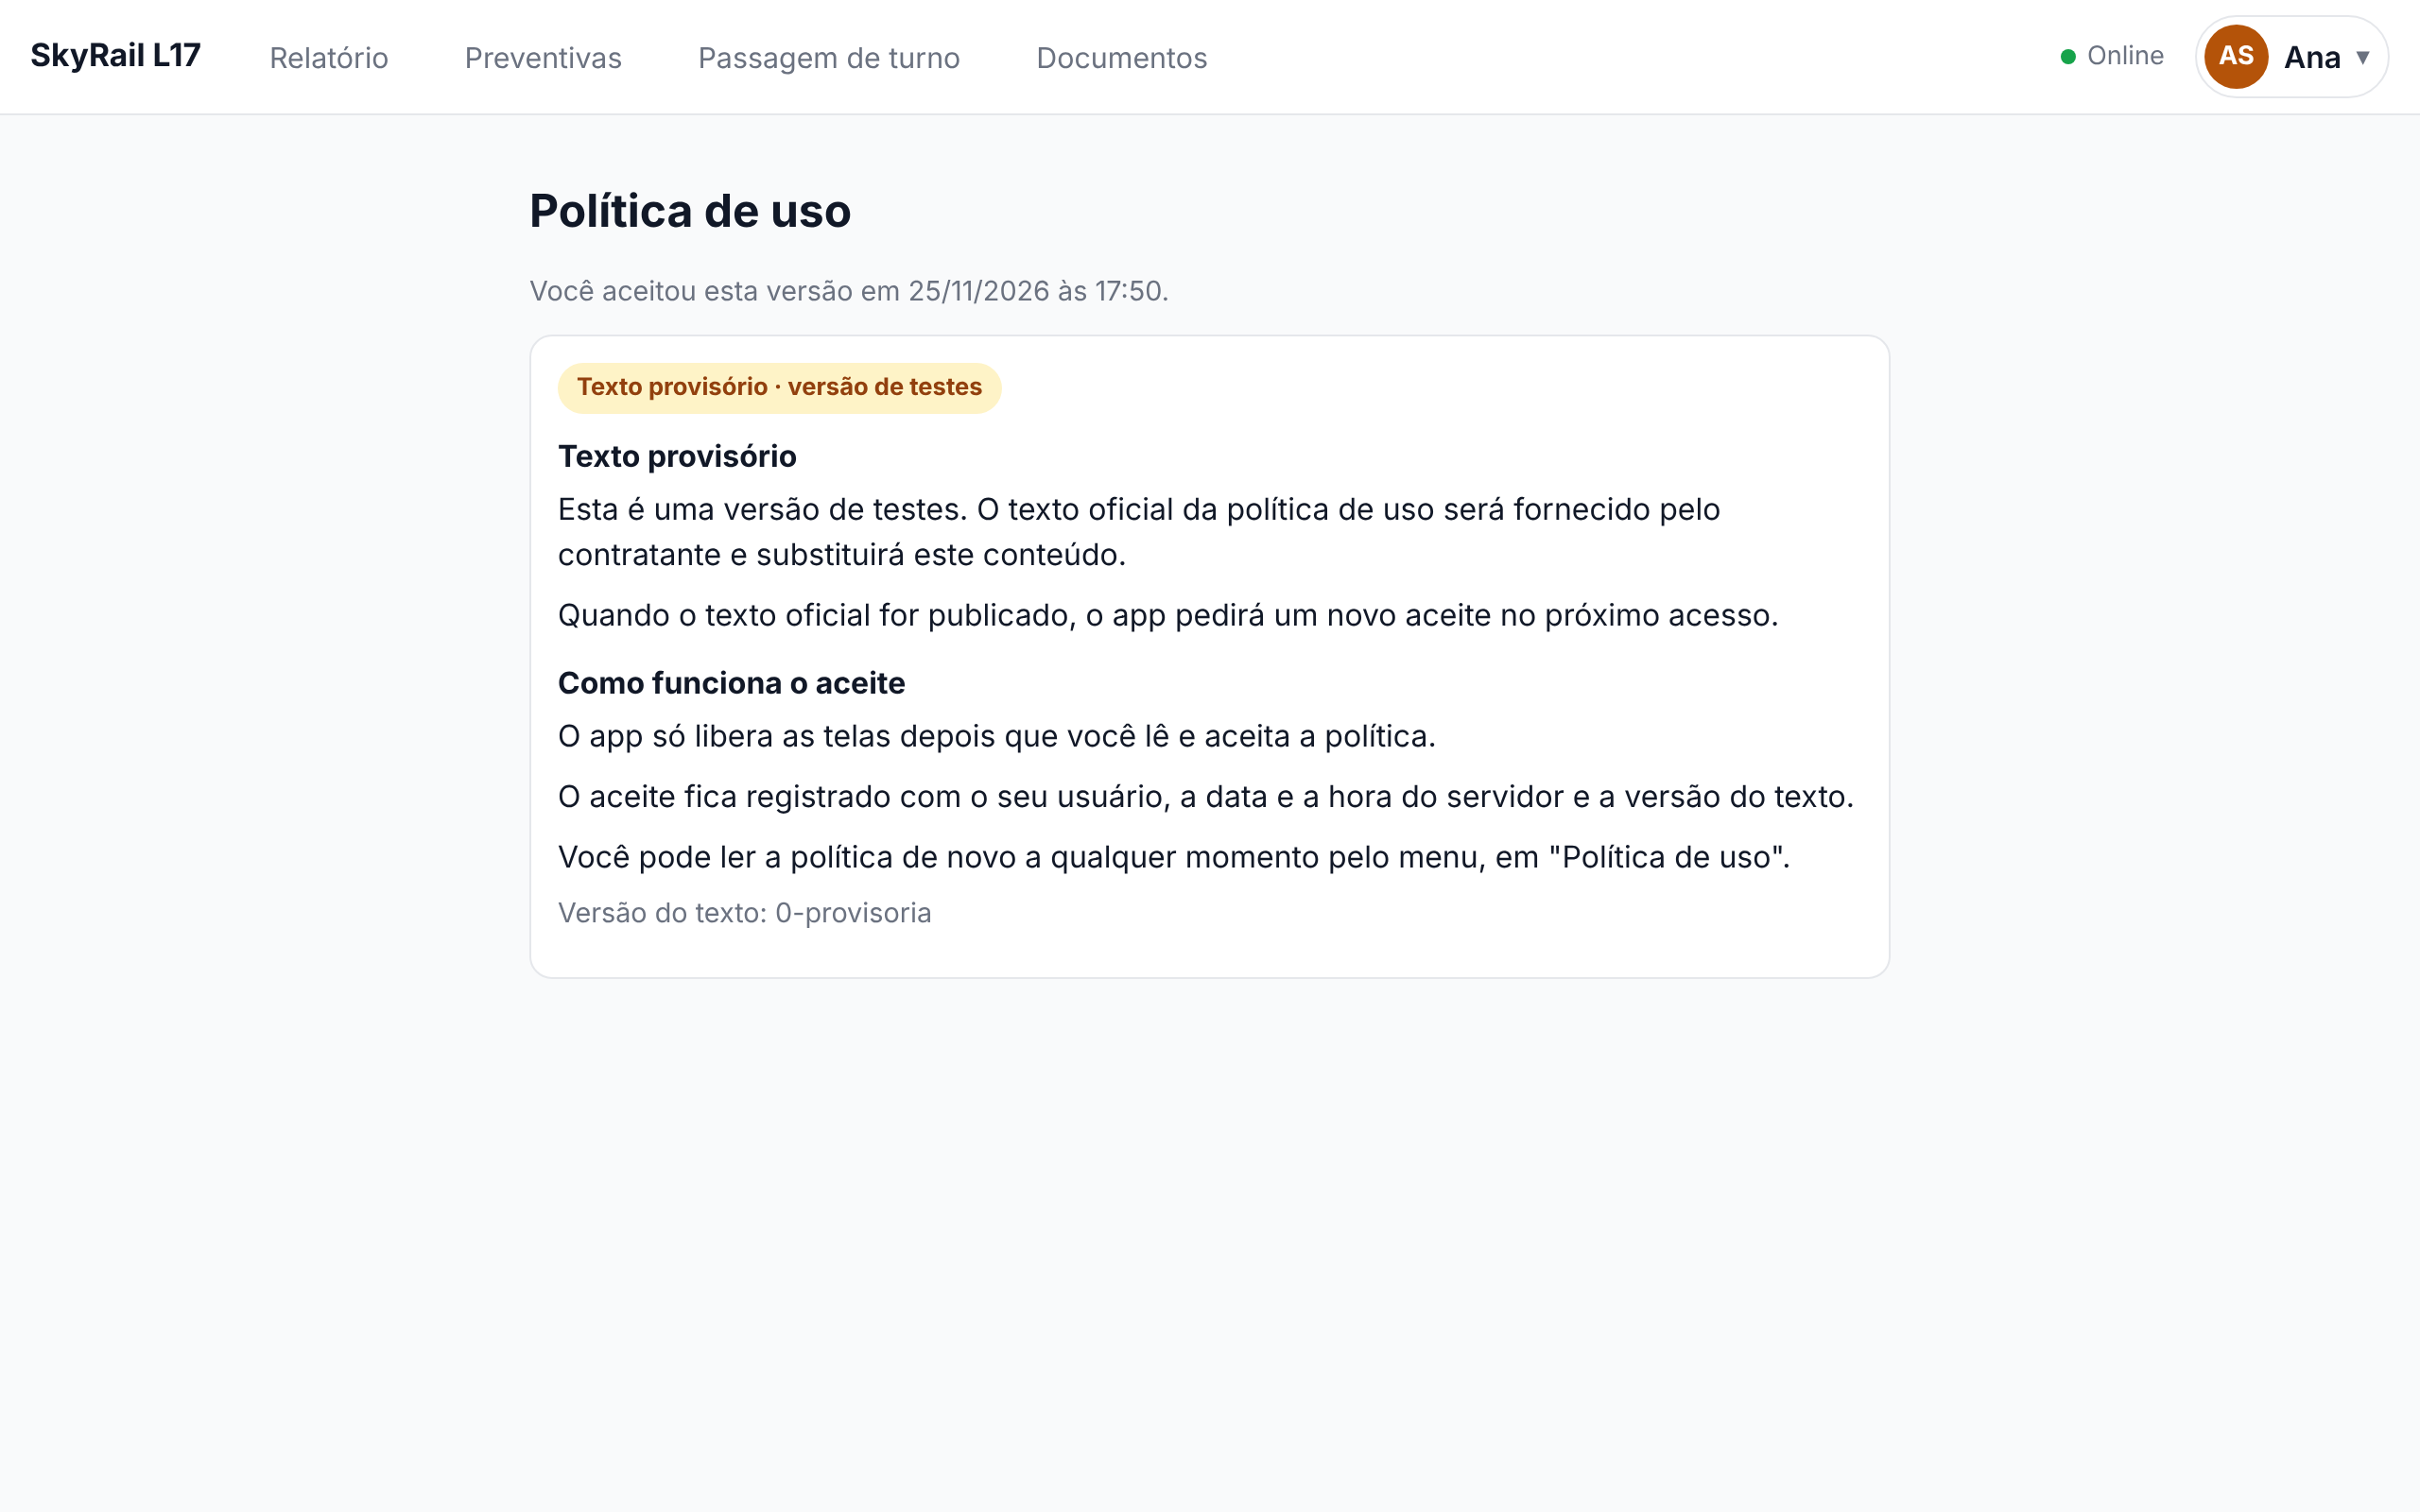 SkyRail L17
Relatório
Preventivas
Passagem de turno
Documentos
Online
AS
Ana
Política de uso
Você aceitou esta versão em 25/11/2026 às 17:50.
Texto provisório · versão de testes
Texto provisório
Esta é uma versão de testes. O texto oficial da política de uso será fornecido pelo
contratante e substituirá este conteúdo.
Quando o texto oficial for publicado, o app pedirá um novo aceite no próximo acesso.
Como funciona o aceite
O app só libera as telas depois que você lê e aceita a política.
O aceite fica registrado com o seu usuário, a data e a hora do servidor e a versão do texto.
Você pode ler a política de novo a qualquer momento pelo menu, em "Política de uso".
Versão do texto: 0-provisoria